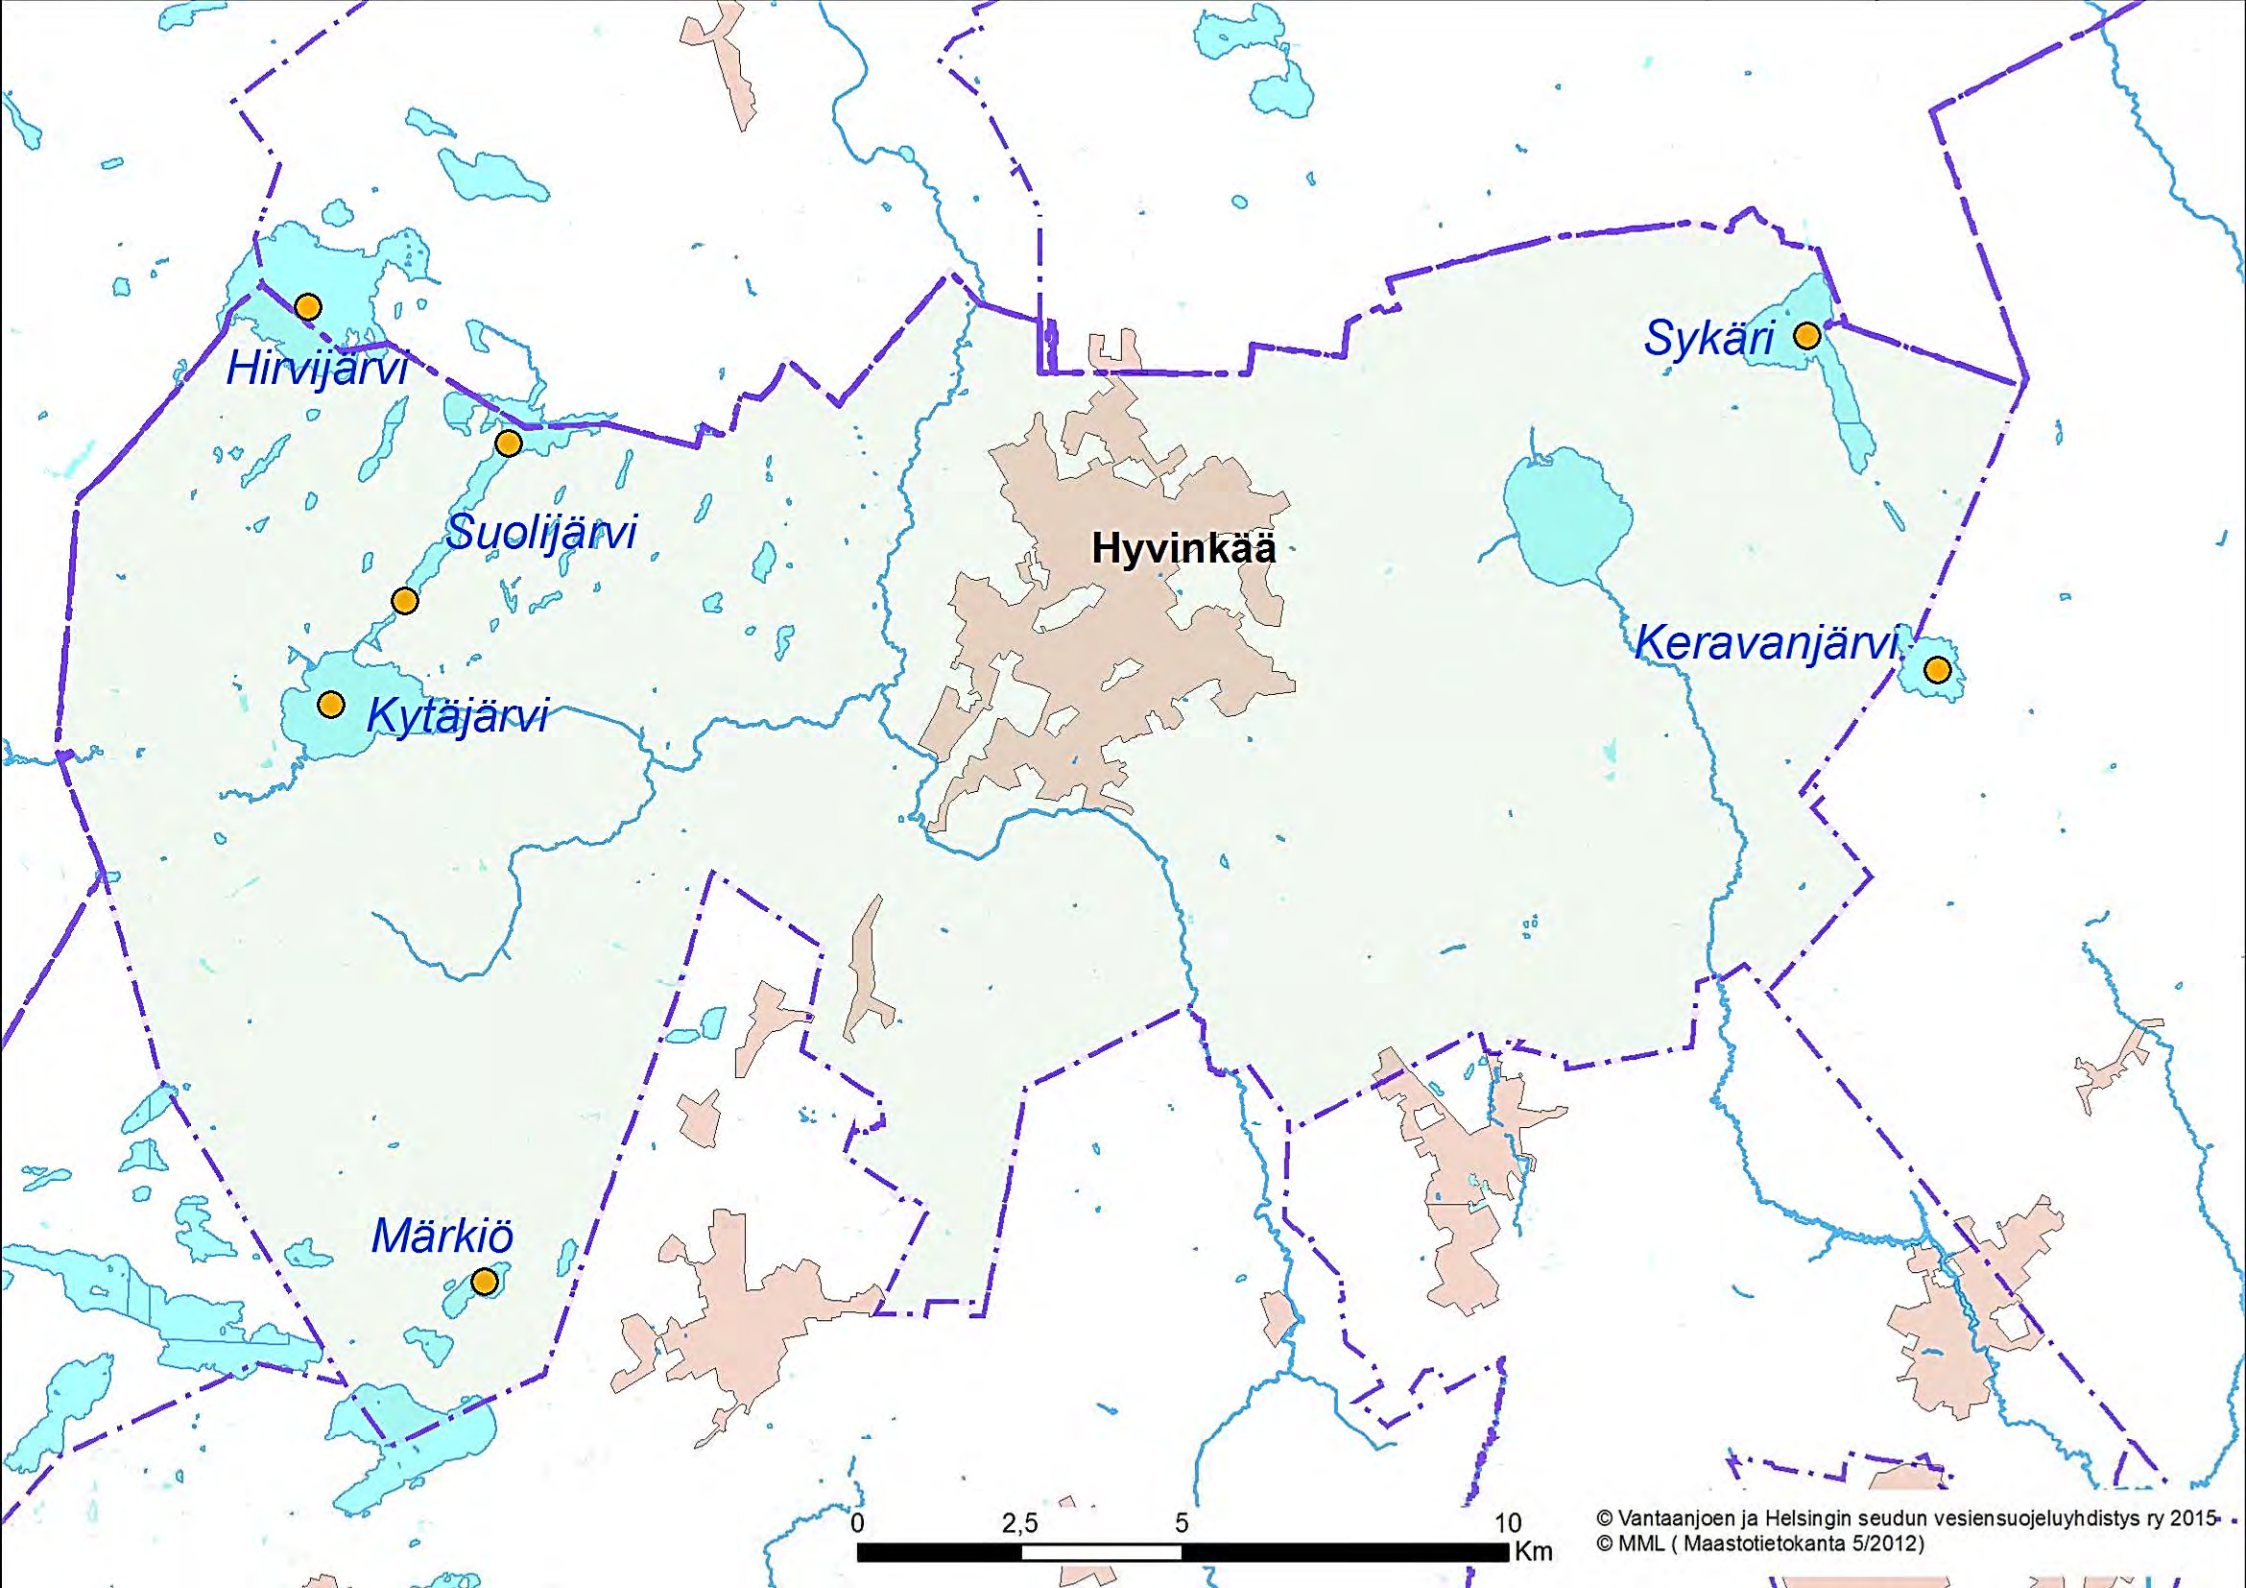 Sykäri
Hirvijärvi
Suolijärvi
Hyvinkää
Keravanjärvi
Kytäjärvi
Märkiö
0 2,5 5 10
Km
© Vantaanjoen ja Helsingin seudun vesiensuojeluyhdistys ry 2015
© MML ( Maastotietokanta 5/2012)